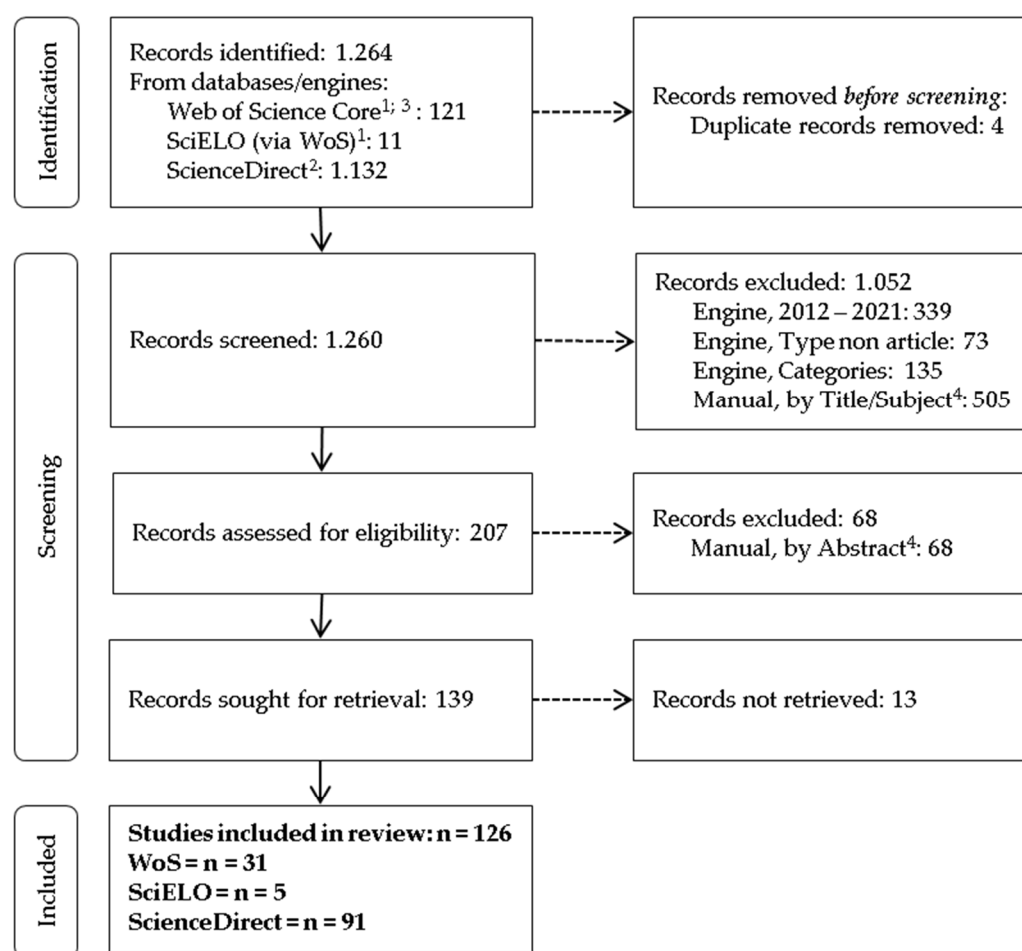 Identification
Records identified: 1.264
From databases/engines:
Web of Science Core1; 3 : 121
SciELO (via WoS)1: 11
ScienceDirect2: 1.132
Records removed before screening:
Duplicate records removed: 4
Screening
Records screened: 1.260
Records excluded: 1.052
Engine, 2012 – 2021: 339
Engine, Type non article: 73
Engine, Categories: 135
Manual, by Title/Subject4: 505
Records assessed for eligibility: 207
Records excluded: 68
Manual, by Abstract4: 68
Records sought for retrieval: 139
Records not retrieved: 13
Included
Studies included in review: n = 126
WoS = n = 31
SciELO = n = 5
ScienceDirect = n = 91